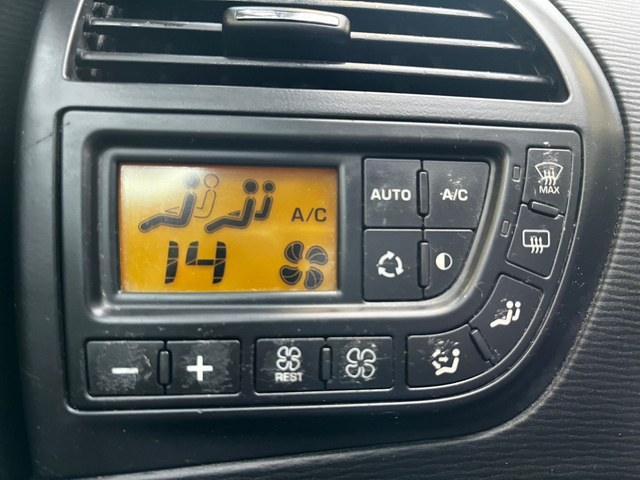 A/C
14
AUTO A/C
MAX
- +
REST